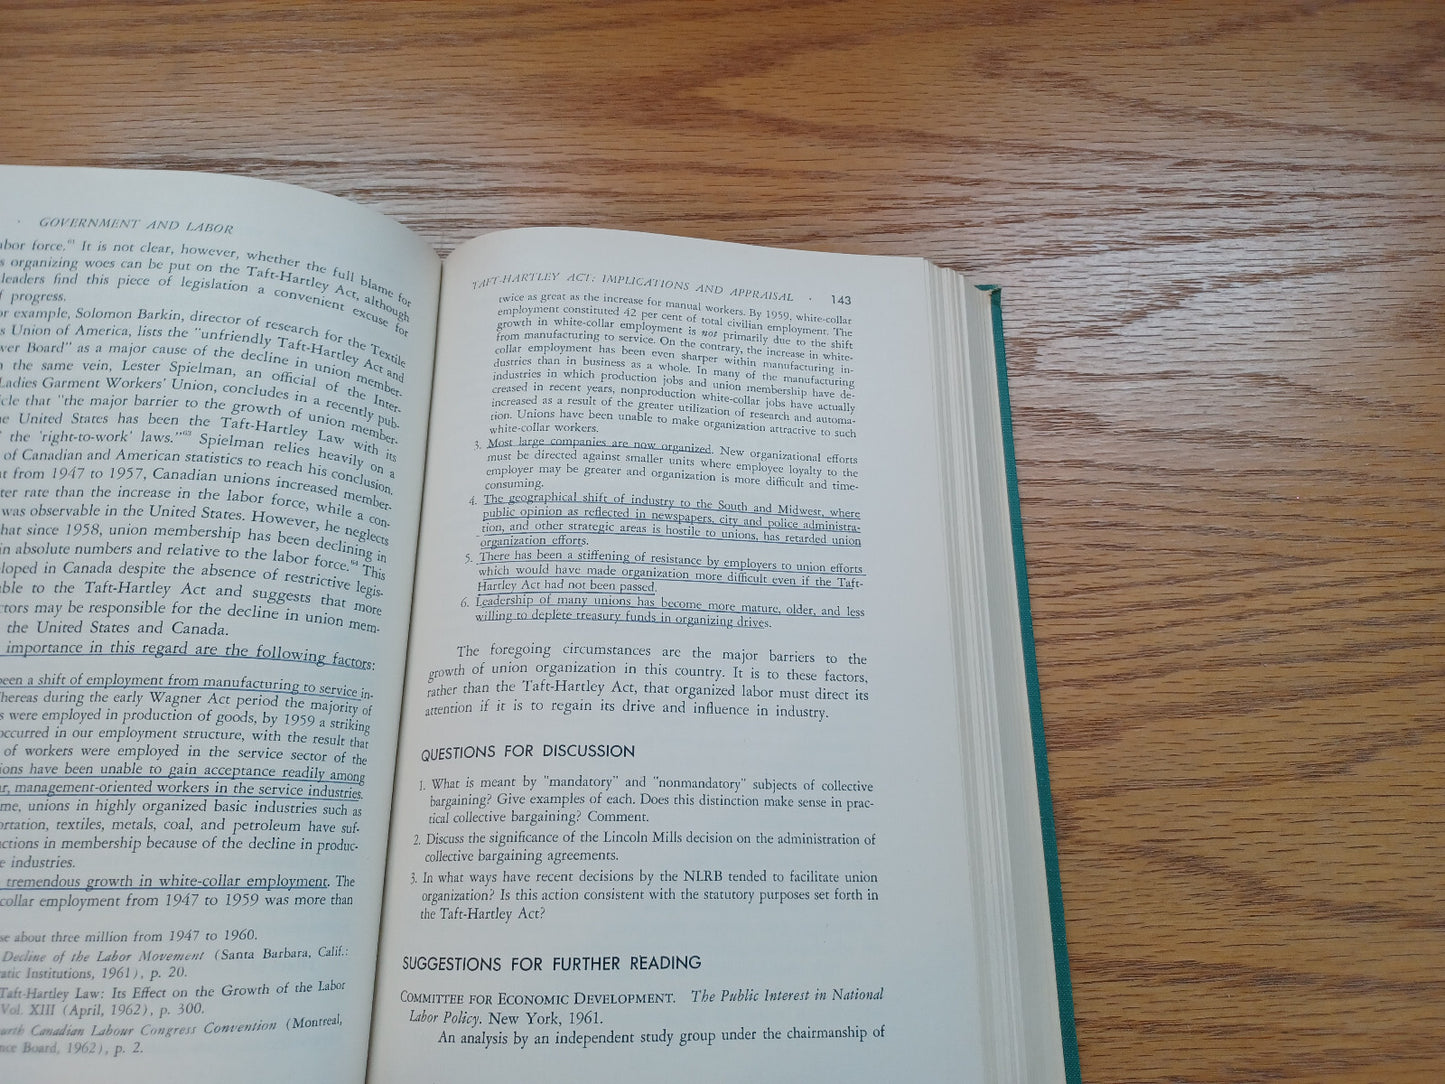 GOVERNMENT AND LABOR
abor force."⁶¹ It is not clear, however, whether the full blame for
s organizing woes can be put on the Taft-Hartley Act, although
leaders find this piece of legislation a convenient excuse for
f progress.
or example, Solomon Barkin, director of research for the Textile
s Union of America, lists the "unfriendly Taft-Hartley Act and
wer Board" as a major cause of the decline in union member-
n the same vein, Lester Spielman, an official of the Inter-
Ladies Garment Workers' Union, concludes in a recently pub-
icle that "the major barrier to the growth of union member-
he United States has been the Taft-Hartley Law with its
f the 'right-to-work' laws."⁶³ Spielman relies heavily on a
of Canadian and American statistics to reach his conclusion.
t from 1947 to 1957, Canadian unions increased member-
ter rate than the increase in the labor force, while a con-
was observable in the United States. However, he neglects
hat since 1958, union membership has been declining in
in absolute numbers and relative to the labor force.⁶⁴ This
loped in Canada despite the absence of restrictive legis-
able to the Taft-Hartley Act and suggests that more
ctors may be responsible for the decline in union mem-
the United States and Canada.
importance in this regard are the following factors:
been a shift of employment from manufacturing to service in-
Whereas during the early Wagner Act period the majority of
s were employed in production of goods, by 1959 a striking
occurred in our employment structure, with the result that
of workers were employed in the service sector of the
ions have been unable to gain acceptance readily among
ar, management-oriented workers in the service industries.
me, unions in highly organized basic industries such as
ortation, textiles, metals, coal, and petroleum have suf-
uctions in membership because of the decline in produc-
e industries.
tremendous growth in white-collar employment. The
collar employment from 1947 to 1959 was more than
se about three million from 1947 to 1960.
Decline of the Labor Movement (Santa Barbara, Calif.:
atic Institutions, 1961), p. 20.
Taft-Hartley Law: Its Effect on the Growth of the Labor
Vol. XIII (April, 1962), p. 300.
ourth Canadian Labour Congress Convention (Montreal,
nce Board, 1962), p. 2.
TAFT-HARTLEY ACT: IMPLICATIONS AND APPRAISAL · 143
twice as great as the increase for manual workers. By 1959, white-collar
employment constituted 42 per cent of total civilian employment. The
growth in white-collar employment is not primarily due to the shift
from manufacturing to service. On the contrary, the increase in white-
collar employment has been even sharper within manufacturing in-
dustries than in business as a whole. In many of the manufacturing
industries in which production jobs and union membership have de-
creased in recent years, nonproduction white-collar jobs have actually
increased as a result of the greater utilization of research and automa-
tion. Unions have been unable to make organization attractive to such
white-collar workers.
3. Most large companies are now organized. New organizational efforts
must be directed against smaller units where employee loyalty to the
employer may be greater and organization is more difficult and time-
consuming.
4. The geographical shift of industry to the South and Midwest, where
public opinion as reflected in newspapers, city and police administra-
tion, and other strategic areas is hostile to unions, has retarded union
organization efforts.
5. There has been a stiffening of resistance by employers to union efforts
which would have made organization more difficult even if the Taft-
Hartley Act had not been passed.
6. Leadership of many unions has become more mature, older, and less
willing to deplete treasury funds in organizing drives.
The foregoing circumstances are the major barriers to the
growth of union organization in this country. It is to these factors,
rather than the Taft-Hartley Act, that organized labor must direct its
attention if it is to regain its drive and influence in industry.
QUESTIONS FOR DISCUSSION
1. What is meant by "mandatory" and "nonmandatory" subjects of collective
bargaining? Give examples of each. Does this distinction make sense in prac-
tical collective bargaining? Comment.
2. Discuss the significance of the Lincoln Mills decision on the administration of
collective bargaining agreements.
3. In what ways have recent decisions by the NLRB tended to facilitate union
organization? Is this action consistent with the statutory purposes set forth in
the Taft-Hartley Act?
SUGGESTIONS FOR FURTHER READING
COMMITTEE FOR ECONOMIC DEVELOPMENT. The Public Interest in National
Labor Policy. New York, 1961.
An analysis by an independent study group under the chairmanship of